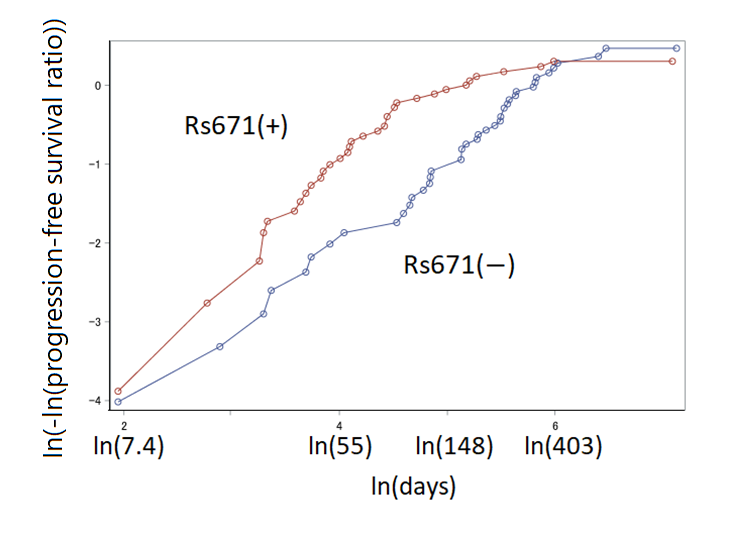 ln(-ln(progression-free survival ratio))
0
−1
−2
−3
−4
Rs671(+)
Rs671(—)
2 4 6
ln(7.4) ln(55) ln(148) ln(403)
ln(days)